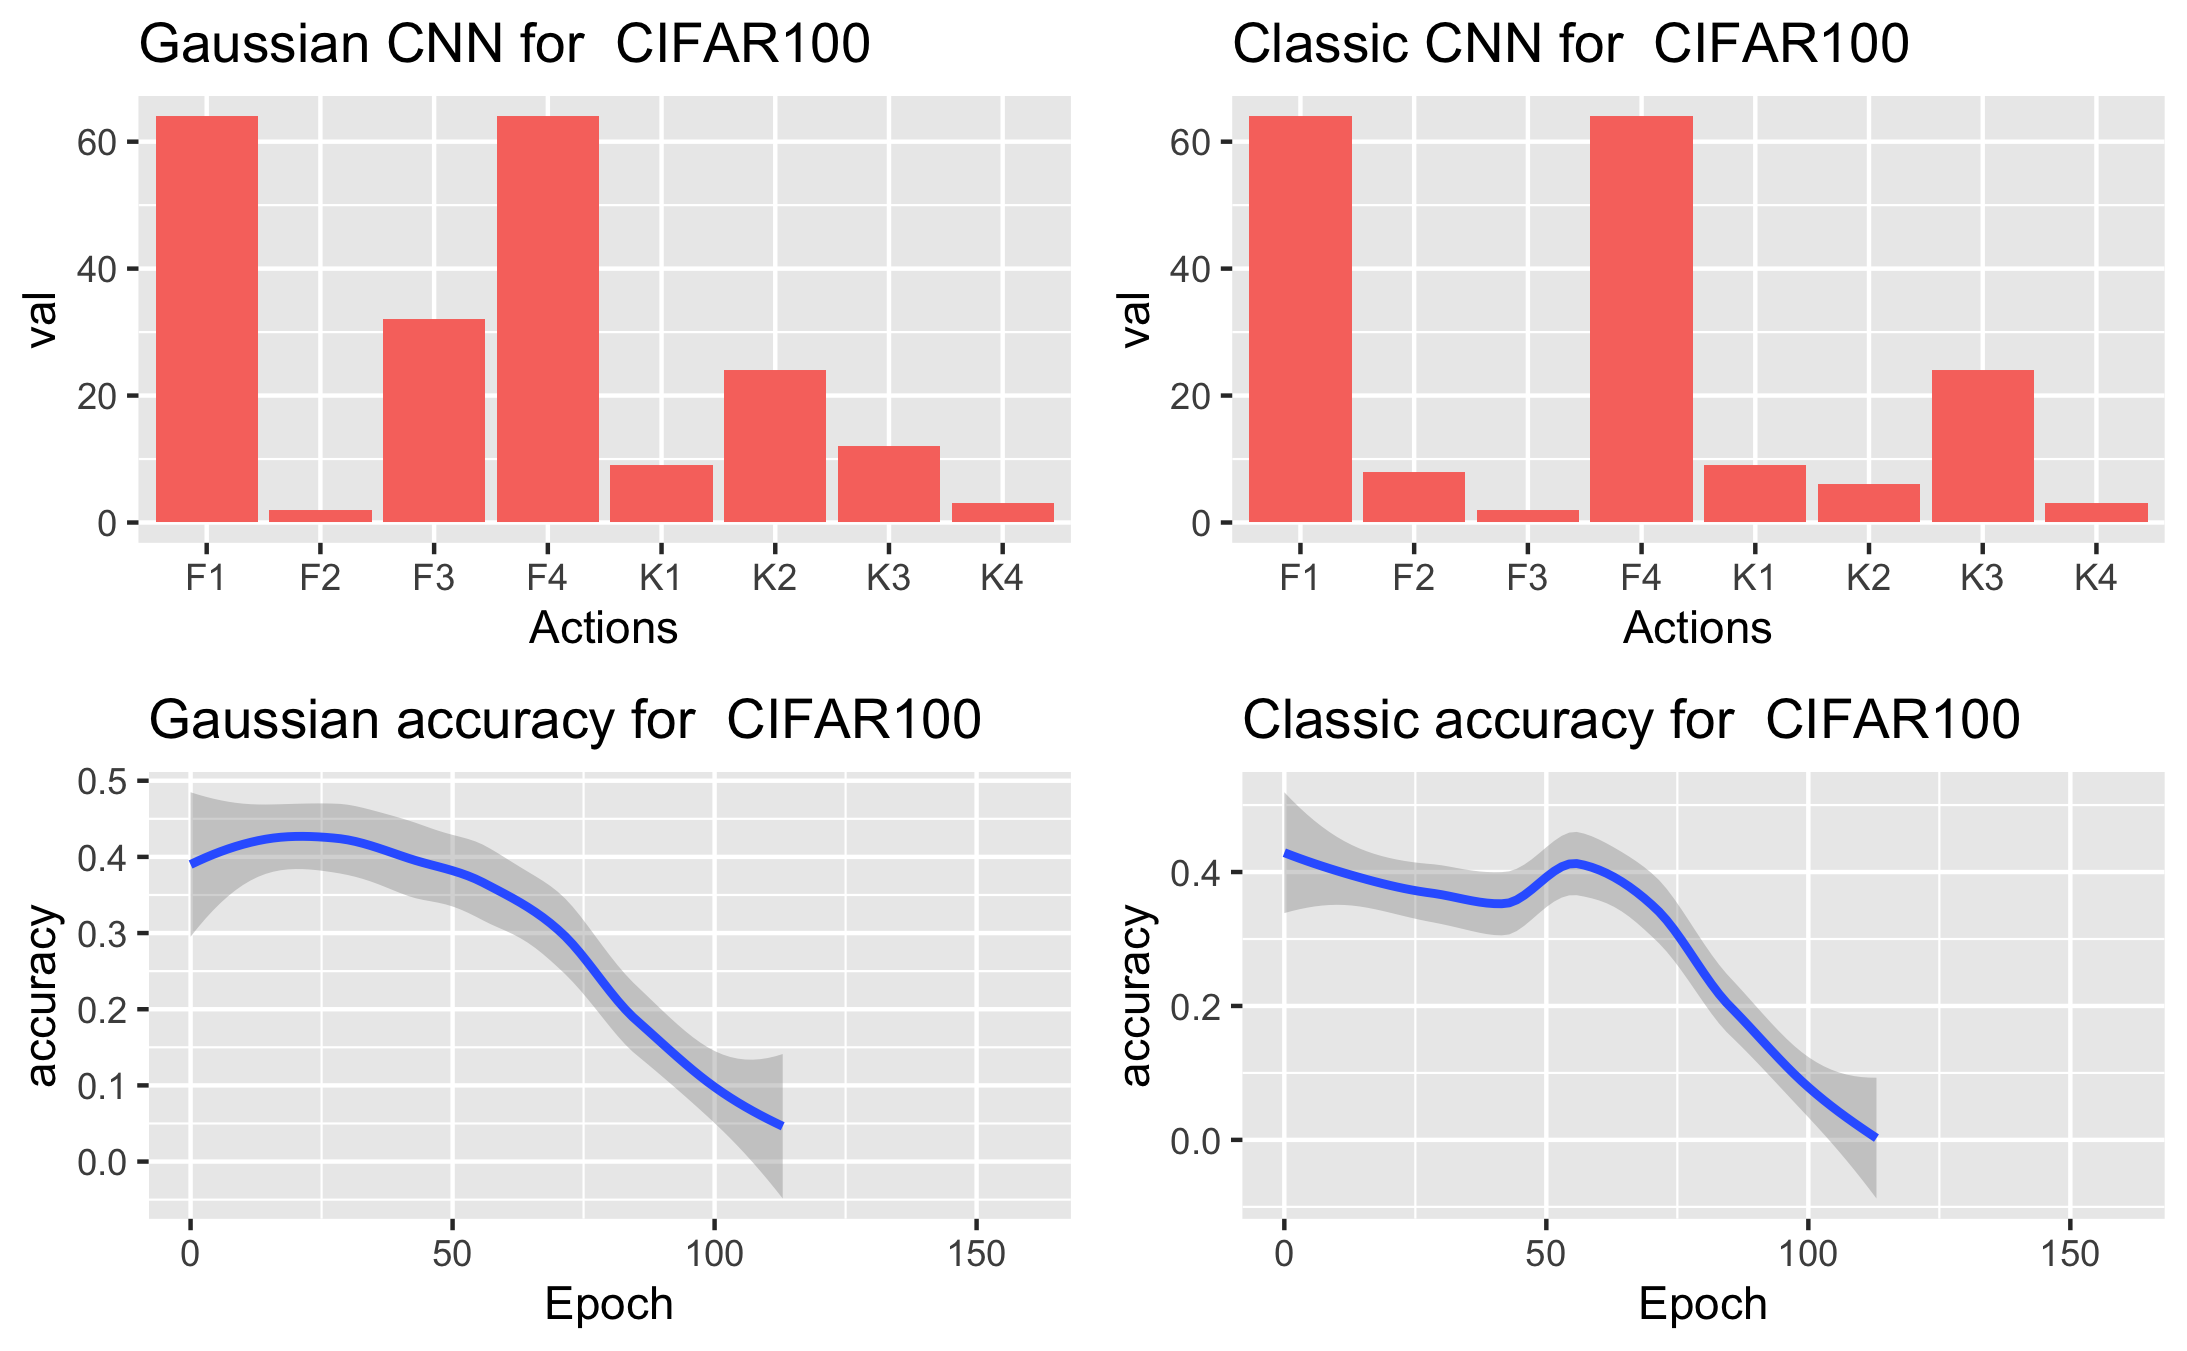 Gaussian CNN for  CIFAR100
val
60
40
20
0
F1 F2 F3 F4 K1 K2 K3 K4
Actions
Classic CNN for  CIFAR100
val
60
40
20
0
F1 F2 F3 F4 K1 K2 K3 K4
Actions
Gaussian accuracy for  CIFAR100
accuracy
0.5
0.4
0.3
0.2
0.1
0.0
0 50 100 150
Epoch
Classic accuracy for  CIFAR100
accuracy
0.4
0.2
0.0
0 50 100 150
Epoch